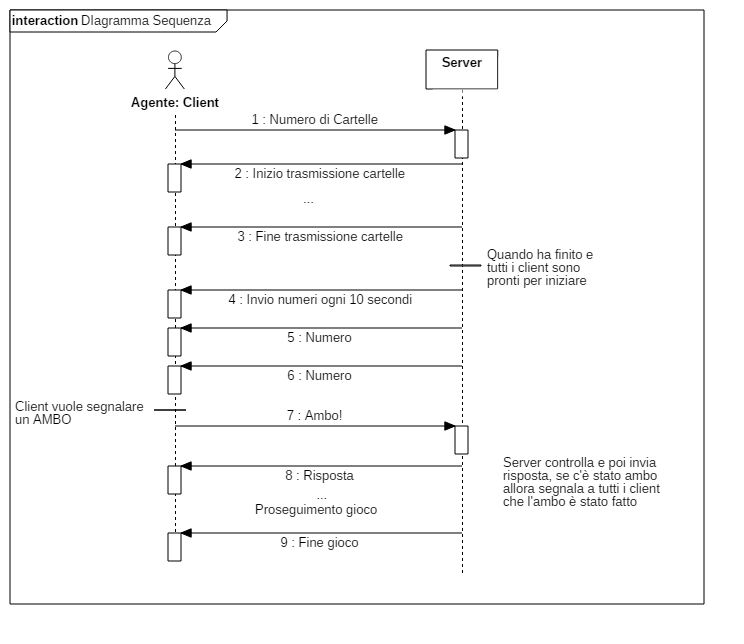 interaction DIagramma Sequenza
Server
Agente: Client
1 : Numero di Cartelle
2 : Inizio trasmissione cartelle
...
3 : Fine trasmissione cartelle
Quando ha finito e
tutti i client sono
pronti per iniziare
4 : Invio numeri ogni 10 secondi
5 : Numero
6 : Numero
Client vuole segnalare
un AMBO
7 : Ambo!
Server controlla e poi invia
risposta, se c'è stato ambo
allora segnala a tutti i client
che l'ambo è stato fatto
8 : Risposta
...
Proseguimento gioco
9 : Fine gioco